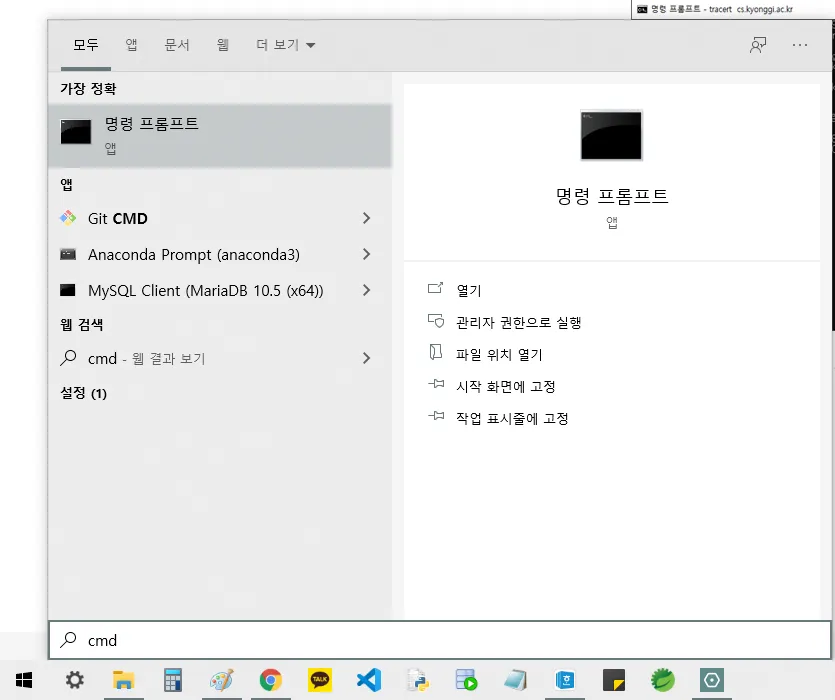 명령 프롬프트 - tracert cs.kyonggi.ac.kr
모두 앱 문서 웹 더 보기
가장 정확
명령 프롬프트
앱
앱
Git CMD
Anaconda Prompt (anaconda3)
MySQL Client (MariaDB 10.5 (x64))
웹 검색
cmd - 웹 결과 보기
설정 (1)
명령 프롬프트
앱
열기
관리자 권한으로 실행
파일 위치 열기
시작 화면에 고정
작업 표시줄에 고정
cmd
TALK